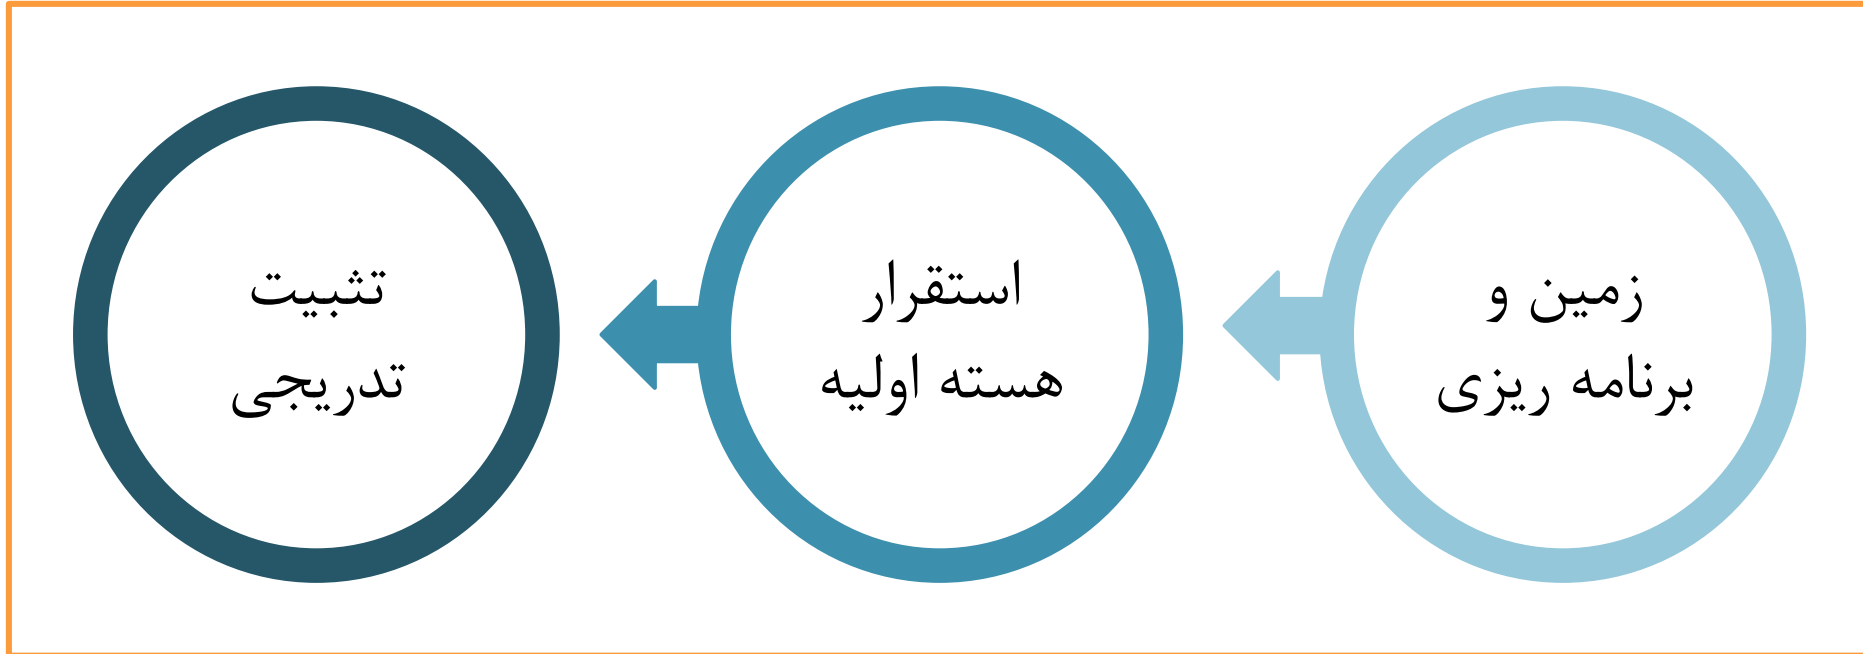 زمین و
برنامه ریزی
استقرار
هسته اولیه
تثبیت
تدریجی